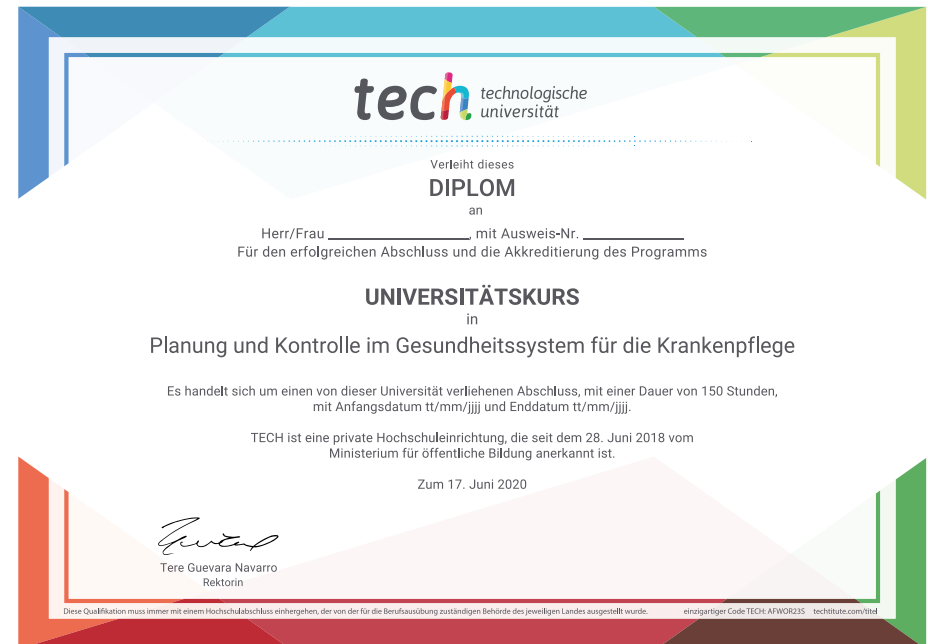 tech technologische
universität
Verleiht dieses
DIPLOM
an
Herr/Frau ____________________, mit Ausweis-Nr. ______________
Für den erfolgreichen Abschluss und die Akkreditierung des Programms
UNIVERSITÄTSKURS
in
Planung und Kontrolle im Gesundheitssystem für die Krankenpflege
Es handelt sich um einen von dieser Universität verliehenen Abschluss, mit einer Dauer von 150 Stunden,
mit Anfangsdatum tt/mm/jjjj und Enddatum tt/mm/jjjj.
TECH ist eine private Hochschuleinrichtung, die seit dem 28. Juni 2018 vom
Ministerium für öffentliche Bildung anerkannt ist.
Zum 17. Juni 2020
Tere Guevara Navarro
Rektorin
Diese Qualifikation muss immer mit einem Hochschulabschluss einhergehen, der von der für die Berufsausübung zuständigen Behörde des jeweiligen Landes ausgestellt wurde. einzigartiger Code TECH: AFWOR23S techtitute.com/titel